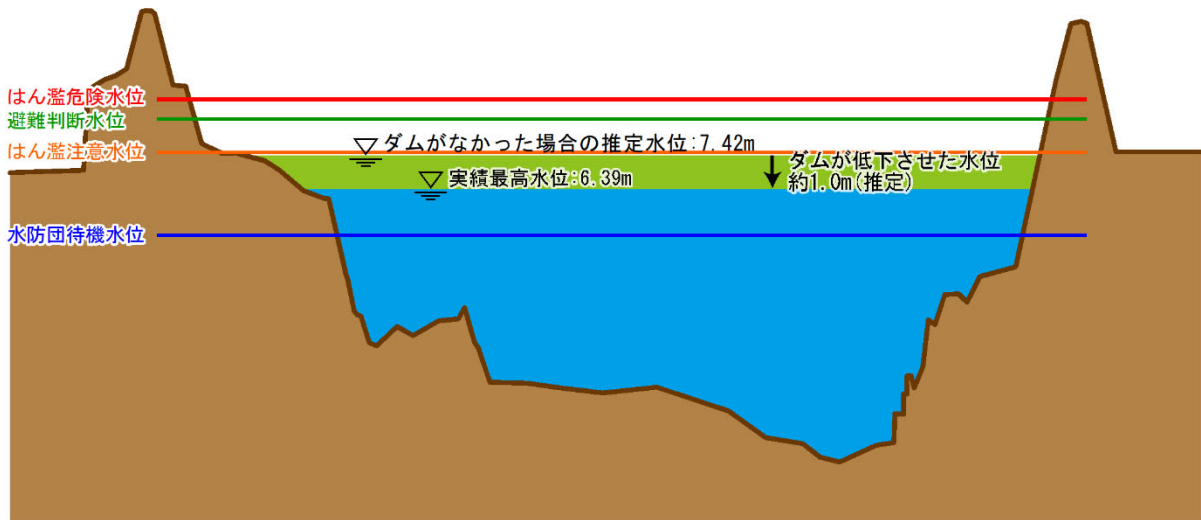 はん濫危険水位
避難判断水位
はん濫注意水位
ダムがなかった場合の推定水位:7.42m
ダムが低下させた水位
約1.0m(推定)
実績最高水位:6.39m
水防団待機水位